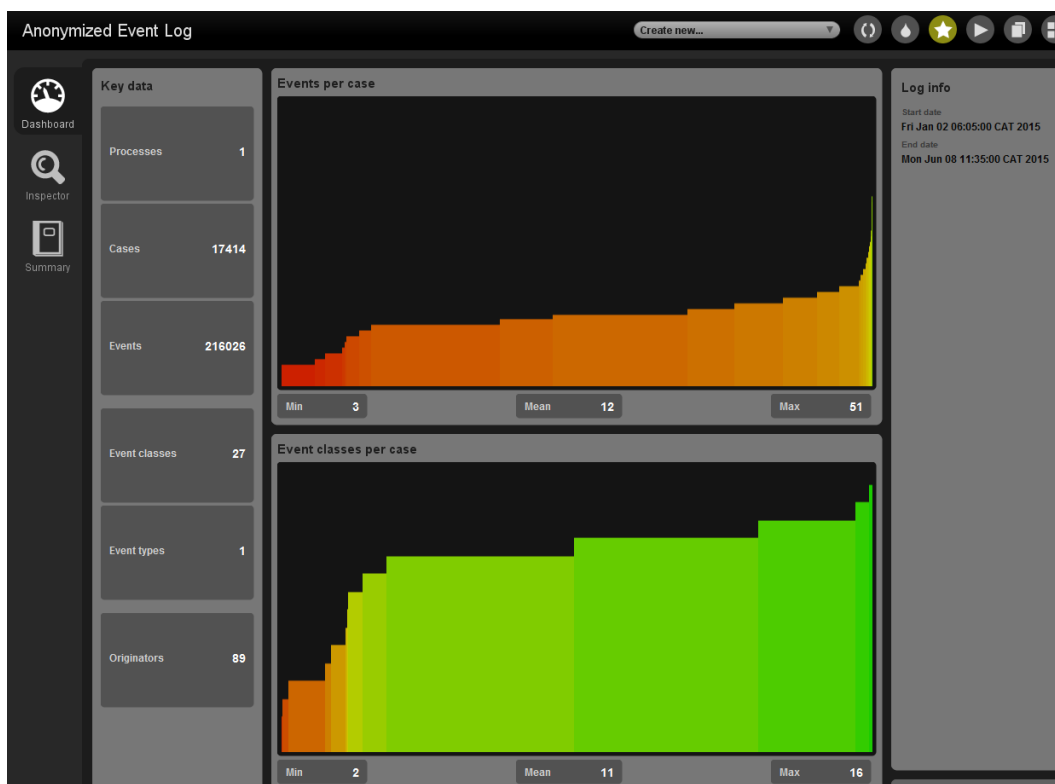 Anonymized Event Log
Create new...
Dashboard
Inspector
Summary
Key data
Processes 1
Cases 17414
Events 216026
Event classes 27
Event types 1
Originators 89
Events per case
Min 3 Mean 12 Max 51
Event classes per case
Min 2 Mean 11 Max 16
Log info
Start date
Fri Jan 02 06:05:00 CAT 2015
End date
Mon Jun 08 11:35:00 CAT 2015